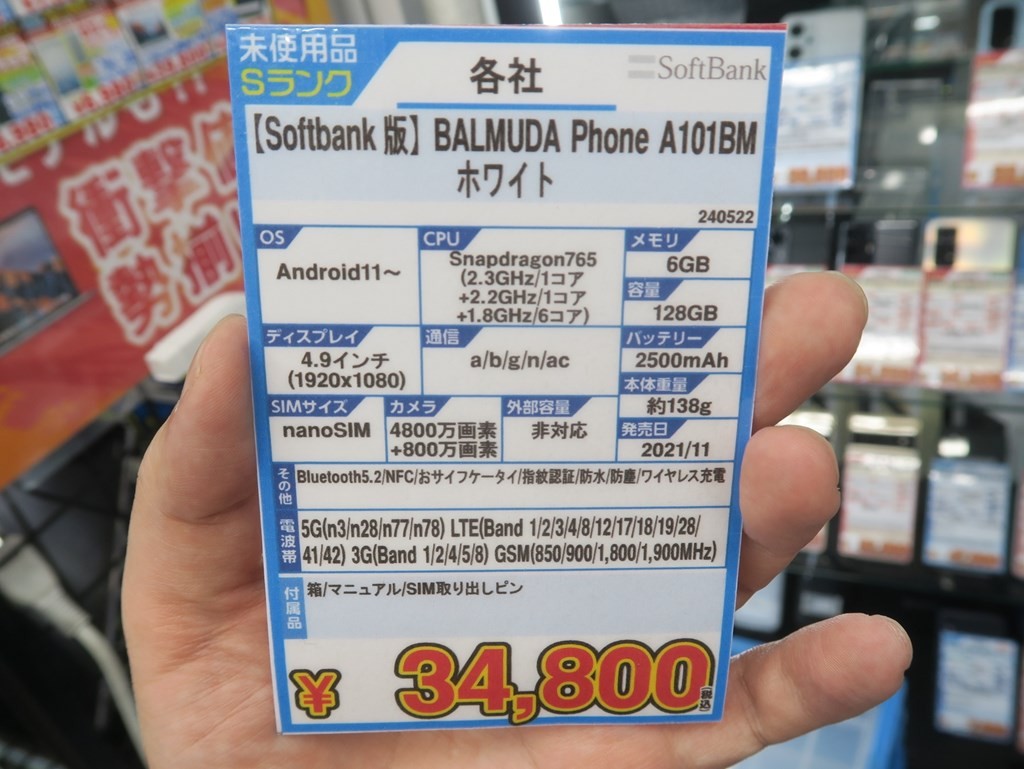 未使用品
Sランク
各社
SoftBank
【Softbank 版】 BALMUDA Phone A101BM
ホワイト
240522
OS
Android11～
CPU
Snapdragon765
(2.3GHz/1コア
+2.2GHz/1コア
+1.8GHz/6コア)
メモリ
6GB
容量
128GB
ディスプレイ
4.9インチ
(1920x1080)
通信
a/b/g/n/ac
バッテリー
2500mAh
本体重量
約138g
SIMサイズ
nanoSIM
カメラ
4800万画素
+800万画素
外部容量
非対応
発売日
2021/11
その他
Bluetooth5.2/NFC/おサイフケータイ/指紋認証/防水/防塵/ワイヤレス充電
電波帯
5G(n3/n28/n77/n78) LTE(Band 1/2/3/4/8/12/17/18/19/28/
41/42) 3G(Band 1/2/4/5/8) GSM(850/900/1,800/1,900MHz)
付属品
箱/マニュアル/SIM取り出しピン
¥ 34,800 (税込)
衝撃
勢揃